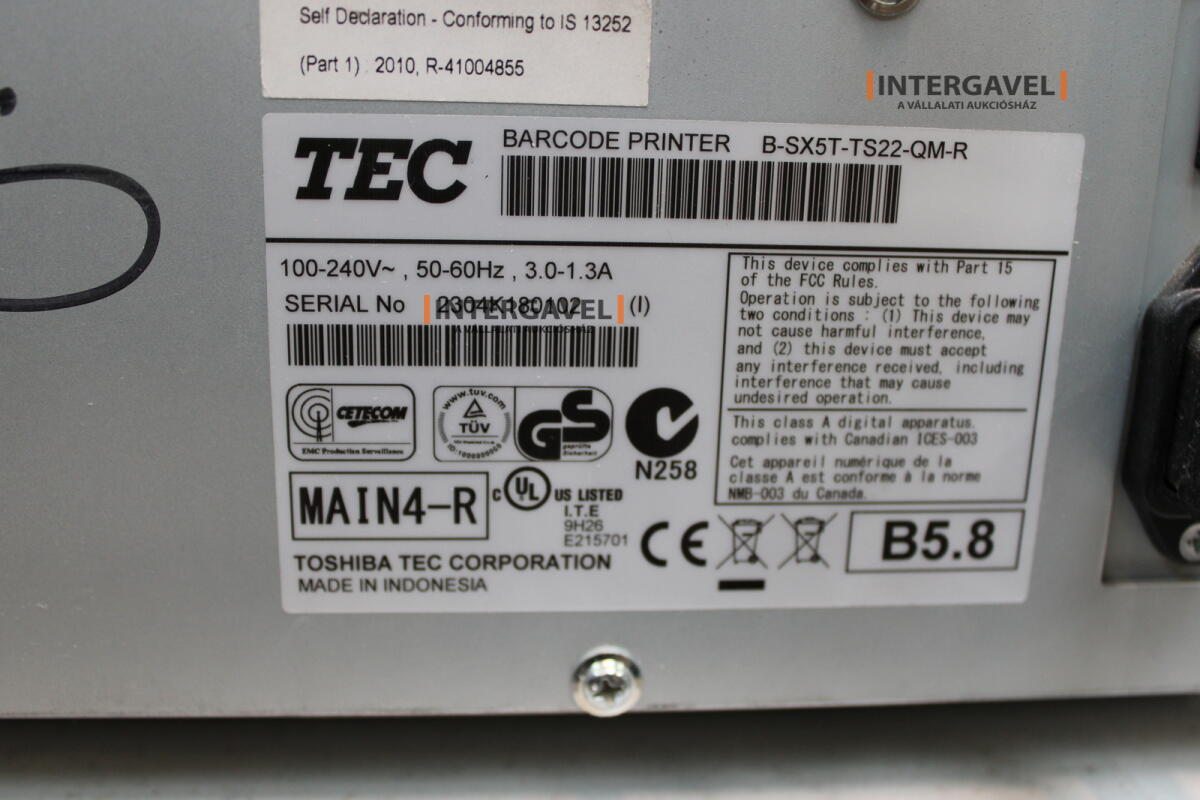 Self Declaration - Conforming to IS 13252
(Part 1) : 2010, R-41004855
INTERGAVEL
A VÁLLALATI AUKCIÓSHÁZ
TEC
BARCODE PRINTER B-SX5T-TS22-QM-R
100-240V~ , 50-60Hz , 3.0-1.3A
SERIAL No 2304K180102 (I)
INTERGAVEL
A VÁLLALATI AUKCIÓSHÁZ
This device complies with Part 15
of the FCC Rules.
Operation is subject to the following
two conditions : (1) This device may
not cause harmful interference,
and (2) this device must accept
any interference received, including
interference that may cause
undesired operation.
This class A digital apparatus.
complies with Canadian ICES-003
Cet appareil numérique de la
classe A est conforme à la norme
NMB-003 du Canada.
CETECOM
EMC Production Surveillance
www.tuv.com
TÜV
GS
geprüfte
Sicherheit
N258
MAIN4-R
C UL US LISTED
I.T.E
9H26
E215701
CE
B5.8
TOSHIBA TEC CORPORATION
MADE IN INDONESIA